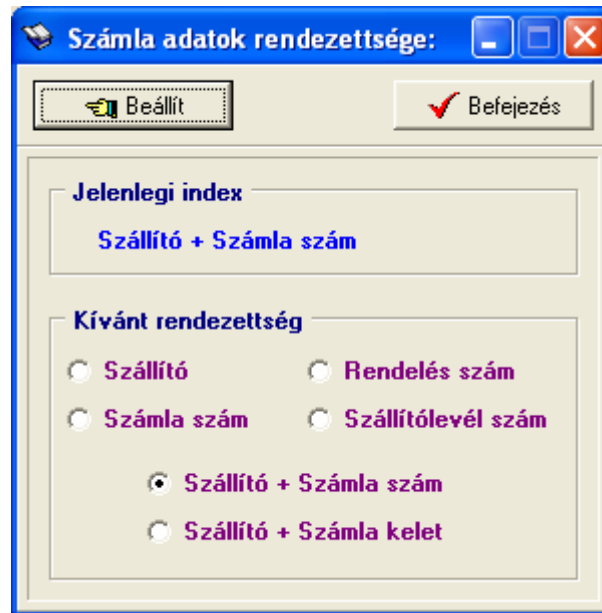 Számla adatok rendezettsége:
Beállít Befejezés
Jelenlegi index
Szállító + Számla szám
Kívánt rendezettség
Szállító Rendelés szám
Számla szám Szállítólevél szám
Szállító + Számla szám
Szállító + Számla kelet